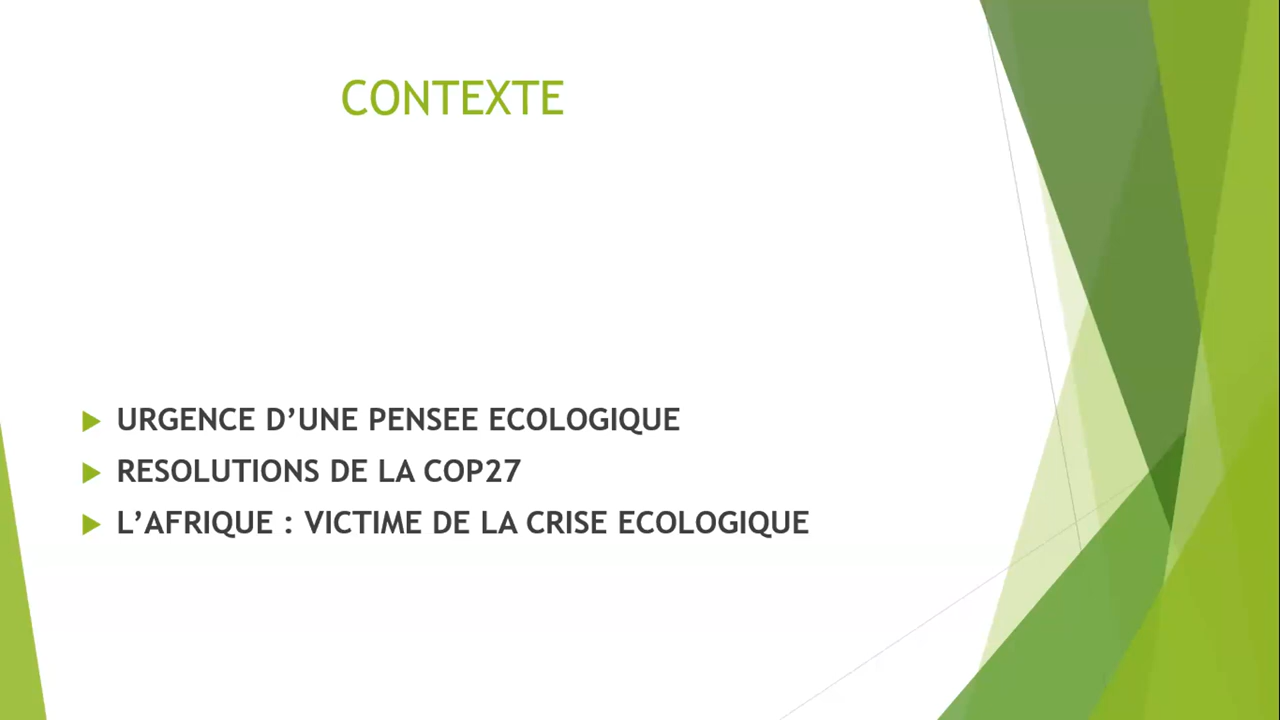 CONTEXTE
URGENCE D’UNE PENSEE ECOLOGIQUE
RESOLUTIONS DE LA COP27
L’AFRIQUE : VICTIME DE LA CRISE ECOLOGIQUE